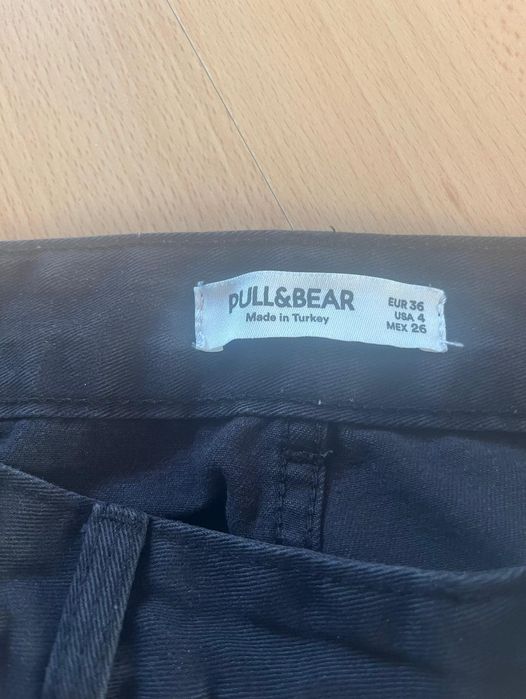 PULL&BEAR
Made in Turkey
EUR 36
USA 4
MEX 26